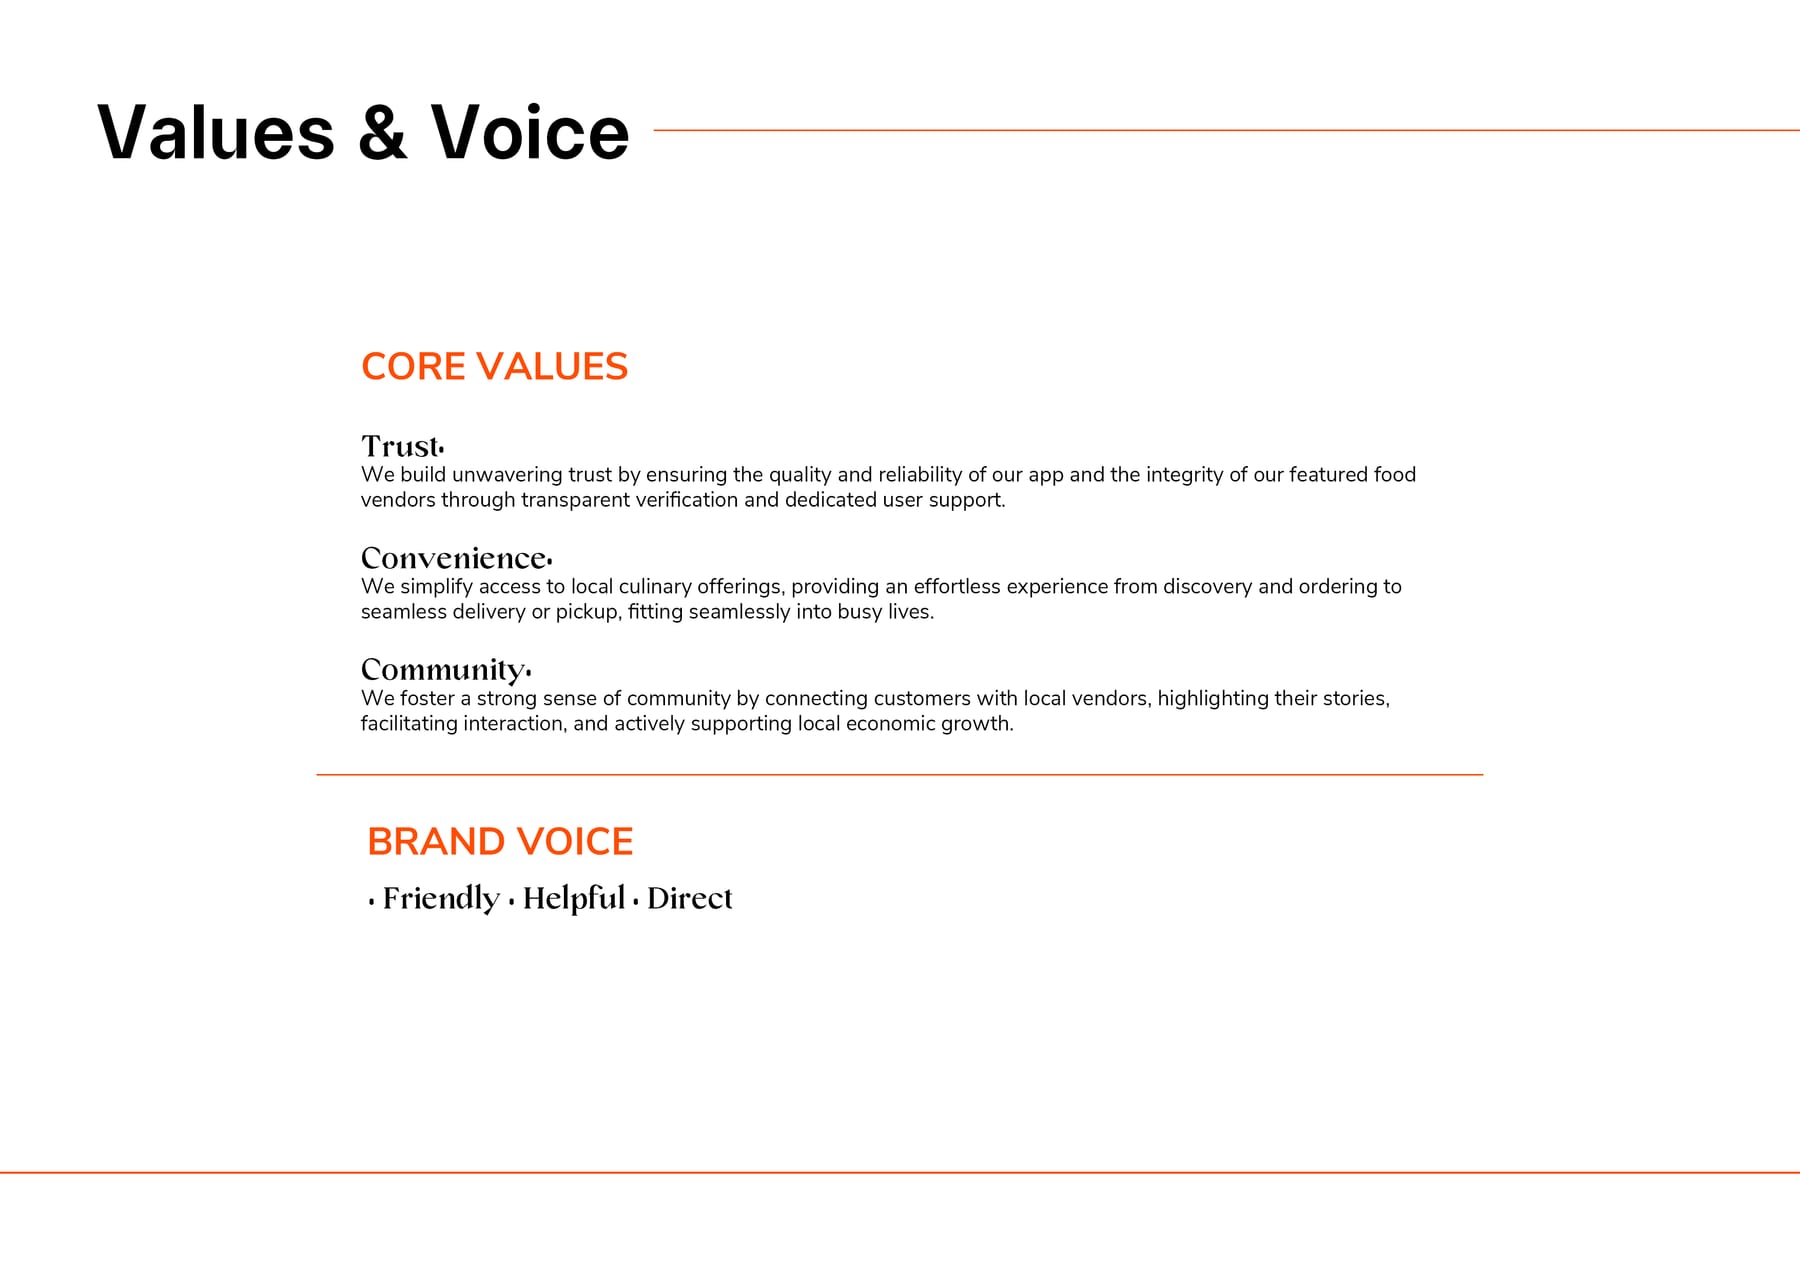 Values & Voice
CORE VALUES
Trust.
We build unwavering trust by ensuring the quality and reliability of our app and the integrity of our featured food
vendors through transparent verification and dedicated user support.
Convenience.
We simplify access to local culinary offerings, providing an effortless experience from discovery and ordering to
seamless delivery or pickup, fitting seamlessly into busy lives.
Community.
We foster a strong sense of community by connecting customers with local vendors, highlighting their stories,
facilitating interaction, and actively supporting local economic growth.
BRAND VOICE
· Friendly · Helpful · Direct